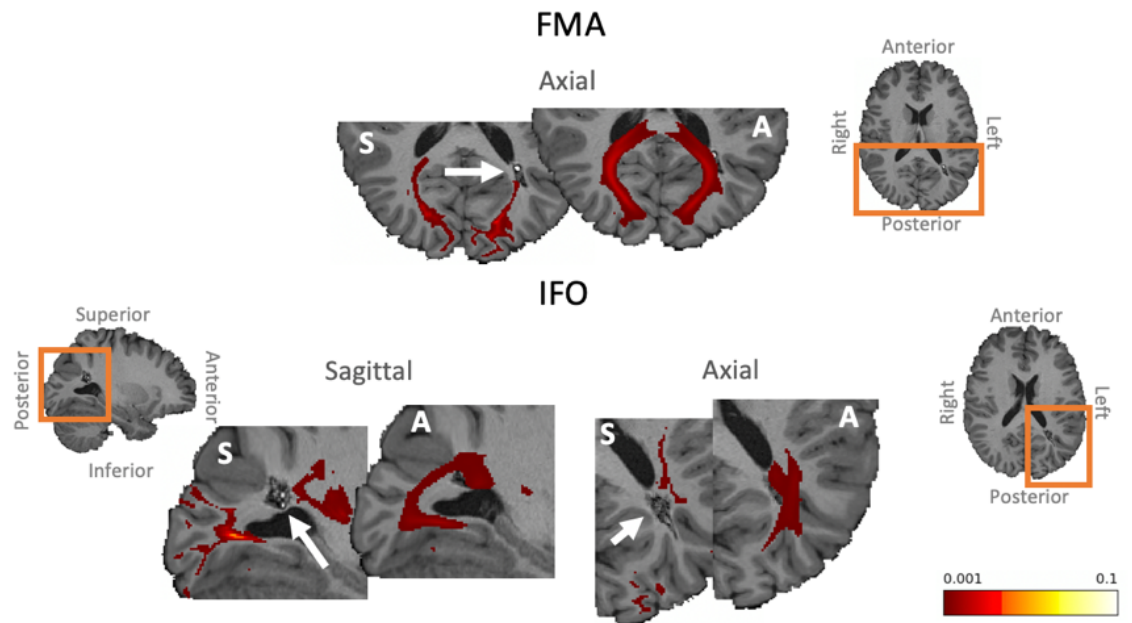 FMA
Axial
S
A
Anterior
Right
Left
Posterior
IFO
Superior
Posterior
Anterior
Inferior
Sagittal
S
A
Axial
S
A
Anterior
Right
Left
Posterior
0.001 0.1